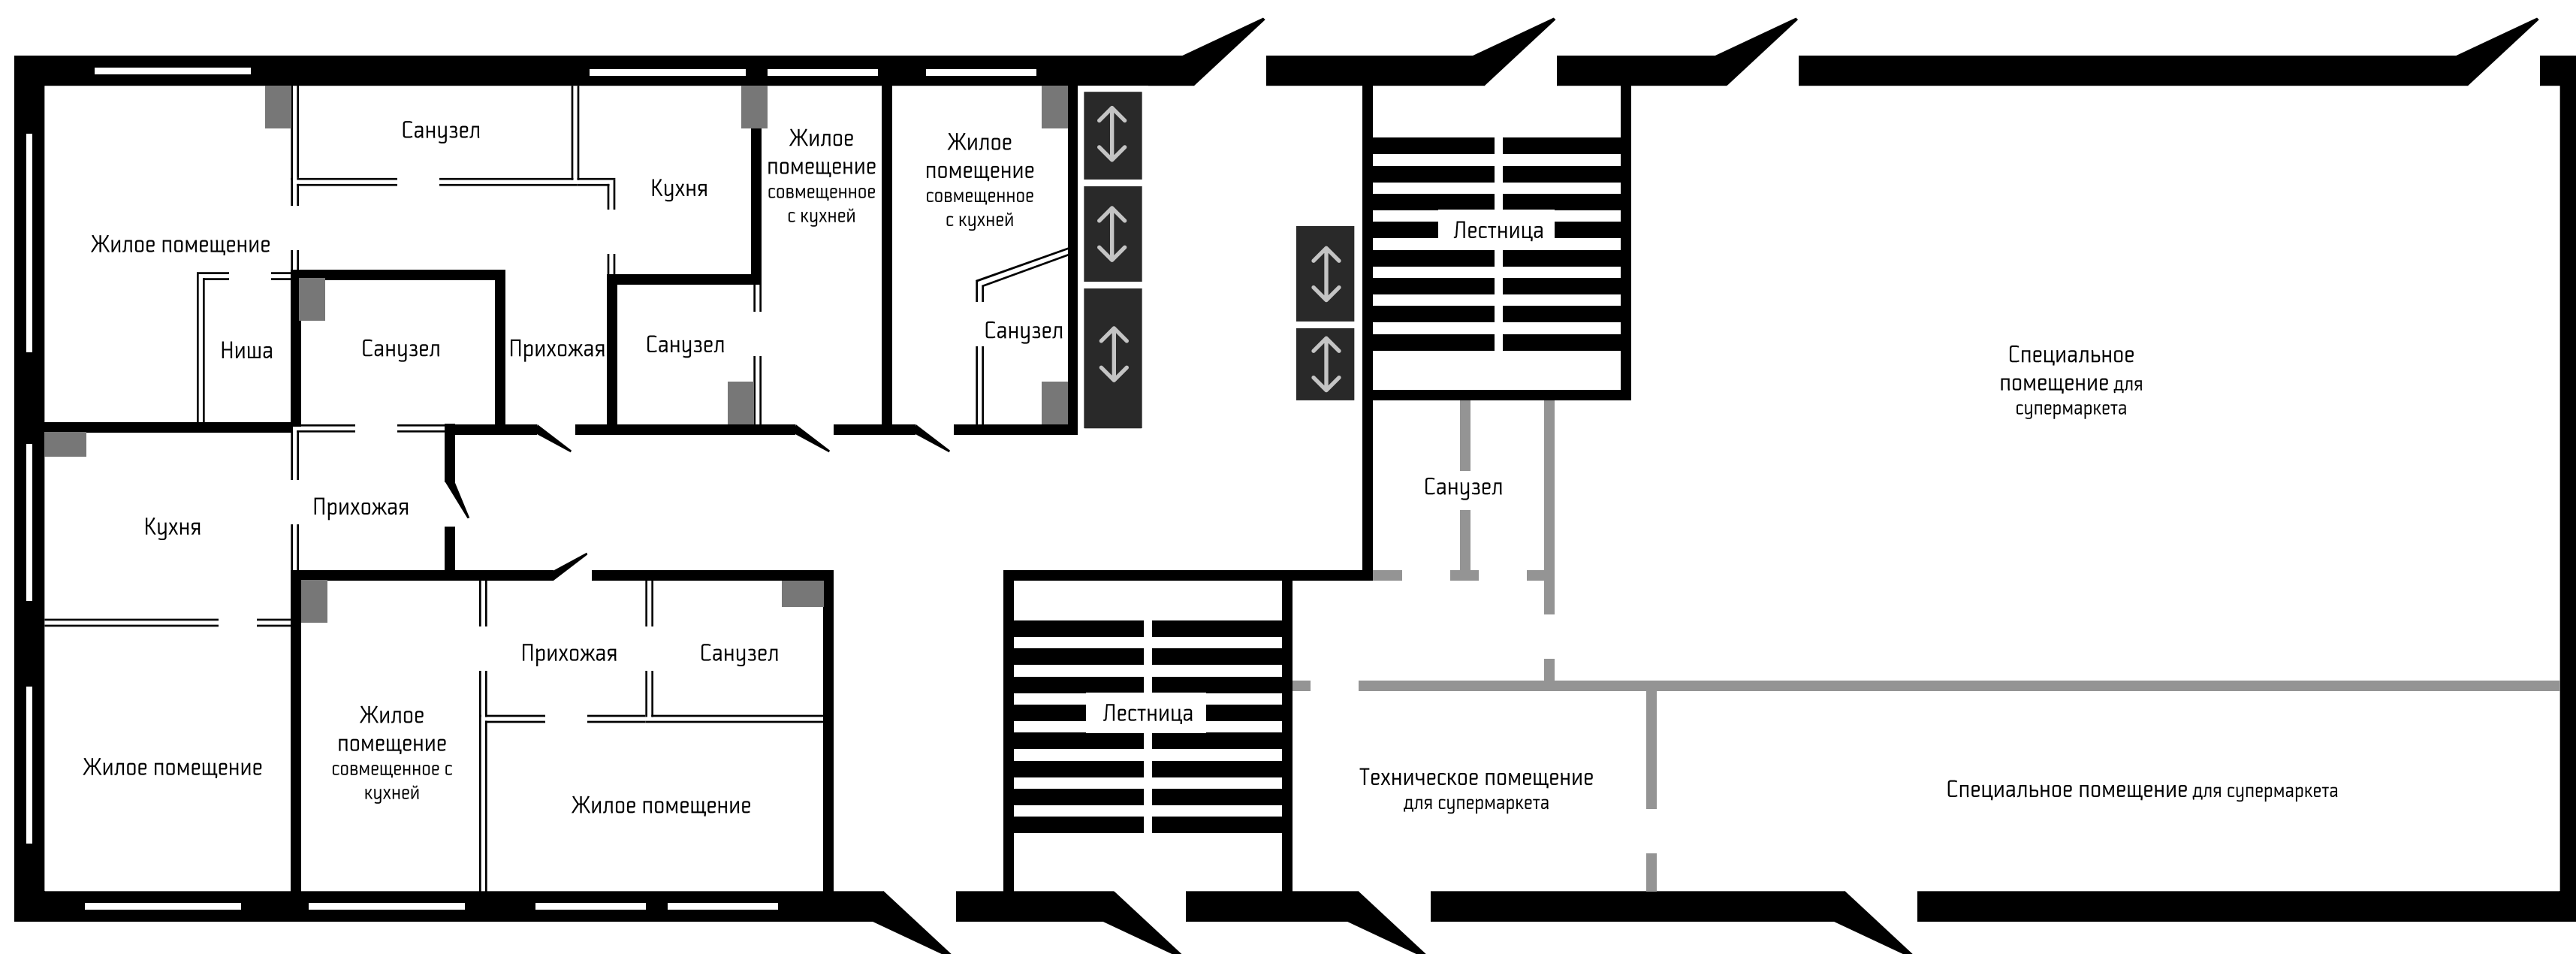 Санузел
Жилое
помещение
совмещенное
с кухней
Жилое
помещение
совмещенное
с кухней
Кухня
Жилое помещение
Лестница
Ниша
Санузел
Прихожая
Санузел
Санузел
Специальное
помещение для
супермаркета
Санузел
Прихожая
Кухня
Прихожая
Санузел
Жилое
помещение
совмещенное с
кухней
Лестница
Жилое помещение
Жилое помещение
Техническое помещение
для супермаркета
Специальное помещение для супермаркета